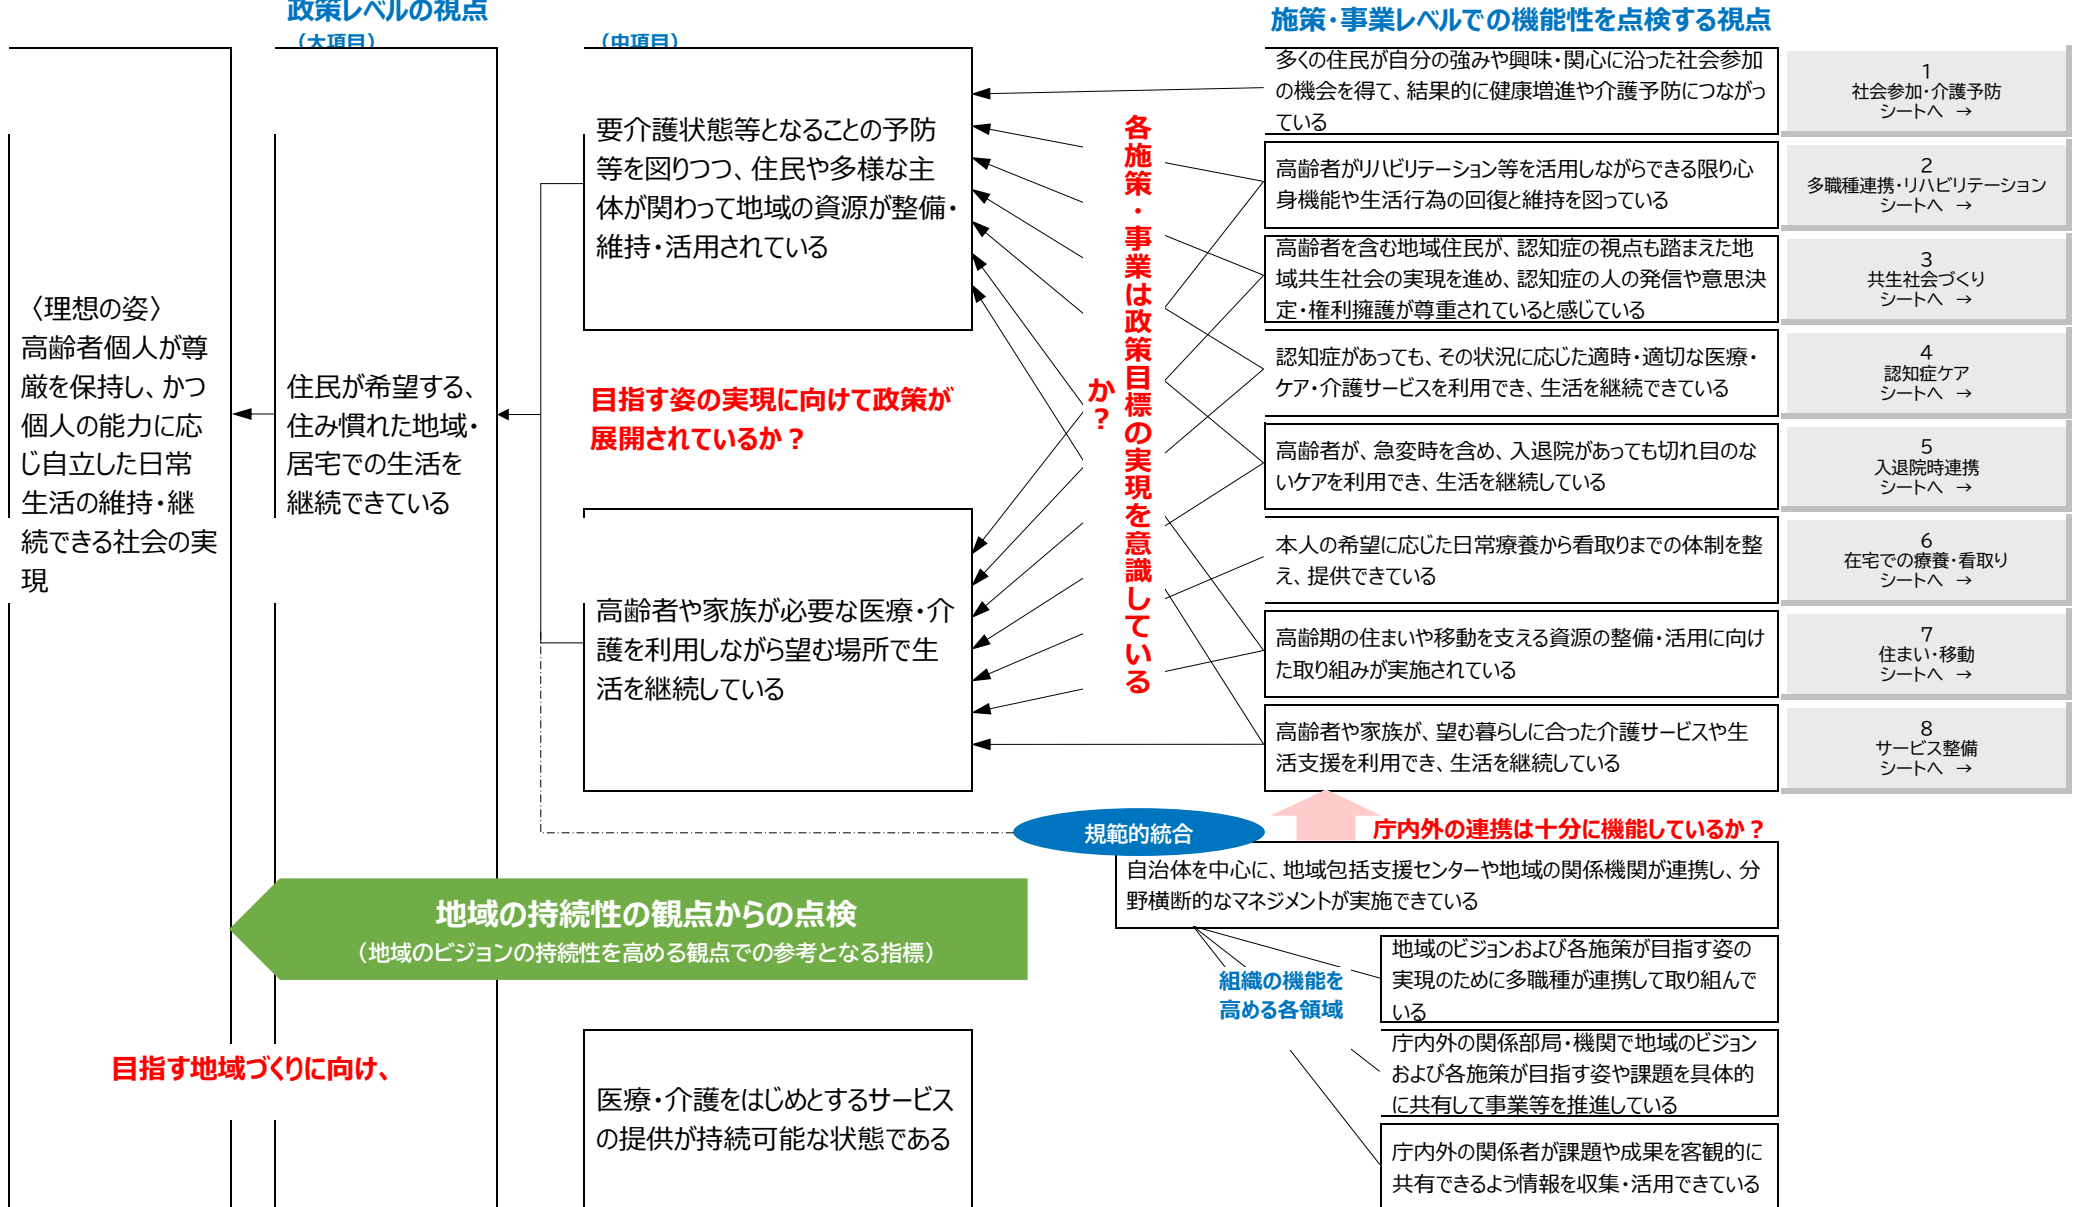 政策レベルの視点
（大項目）
（中項目）
施策・事業レベルでの機能性を点検する視点
〈理想の姿〉
高齢者個人が尊
厳を保持し、かつ
個人の能力に応
じ自立した日常
生活の維持・継
続できる社会の実
現
住民が希望する、
住み慣れた地域・
居宅での生活を
継続できている
要介護状態等となることの予防
等を図りつつ、住民や多様な主
体が関わって地域の資源が整備・
維持・活用されている
目指す姿の実現に向けて政策が
展開されているか？
高齢者や家族が必要な医療・介
護を利用しながら望む場所で生
活を継続している
各施策・事業は政策目標の実現を意識している
か？
多くの住民が自分の強みや興味・関心に沿った社会参加
の機会を得て、結果的に健康増進や介護予防につながっ
ている
1
社会参加・介護予防
シートへ　→
高齢者がリハビリテーション等を活用しながらできる限り心
身機能や生活行為の回復と維持を図っている
2
多職種連携・リハビリテーション
シートへ　→
高齢者を含む地域住民が、認知症の視点も踏まえた地
域共生社会の実現を進め、認知症の人の発信や意思決
定・権利擁護が尊重されていると感じている
3
共生社会づくり
シートへ　→
認知症があっても、その状況に応じた適時・適切な医療・
ケア・介護サービスを利用でき、生活を継続できている
4
認知症ケア
シートへ　→
高齢者が、急変時を含め、入退院があっても切れ目のな
いケアを利用でき、生活を継続している
5
入退院時連携
シートへ　→
本人の希望に応じた日常療養から看取りまでの体制を整
え、提供できている
6
在宅での療養・看取り
シートへ　→
高齢期の住まいや移動を支える資源の整備・活用に向け
た取り組みが実施されている
7
住まい・移動
シートへ　→
高齢者や家族が、望む暮らしに合った介護サービスや生
活支援を利用でき、生活を継続している
8
サービス整備
シートへ　→
規範的統合
庁内外の連携は十分に機能しているか？
自治体を中心に、地域包括支援センターや地域の関係機関が連携し、分
野横断的なマネジメントが実施できている
地域の持続性の観点からの点検
（地域のビジョンの持続性を高める観点での参考となる指標）
組織の機能を
高める各領域
地域のビジョンおよび各施策が目指す姿の
実現のために多職種が連携して取り組んで
いる
庁内外の関係部局・機関で地域のビジョン
および各施策が目指す姿や課題を具体的
に共有して事業等を推進している
庁内外の関係者が課題や成果を客観的に
共有できるよう情報を収集・活用できている
目指す地域づくりに向け、
医療・介護をはじめとするサービス
の提供が持続可能な状態である